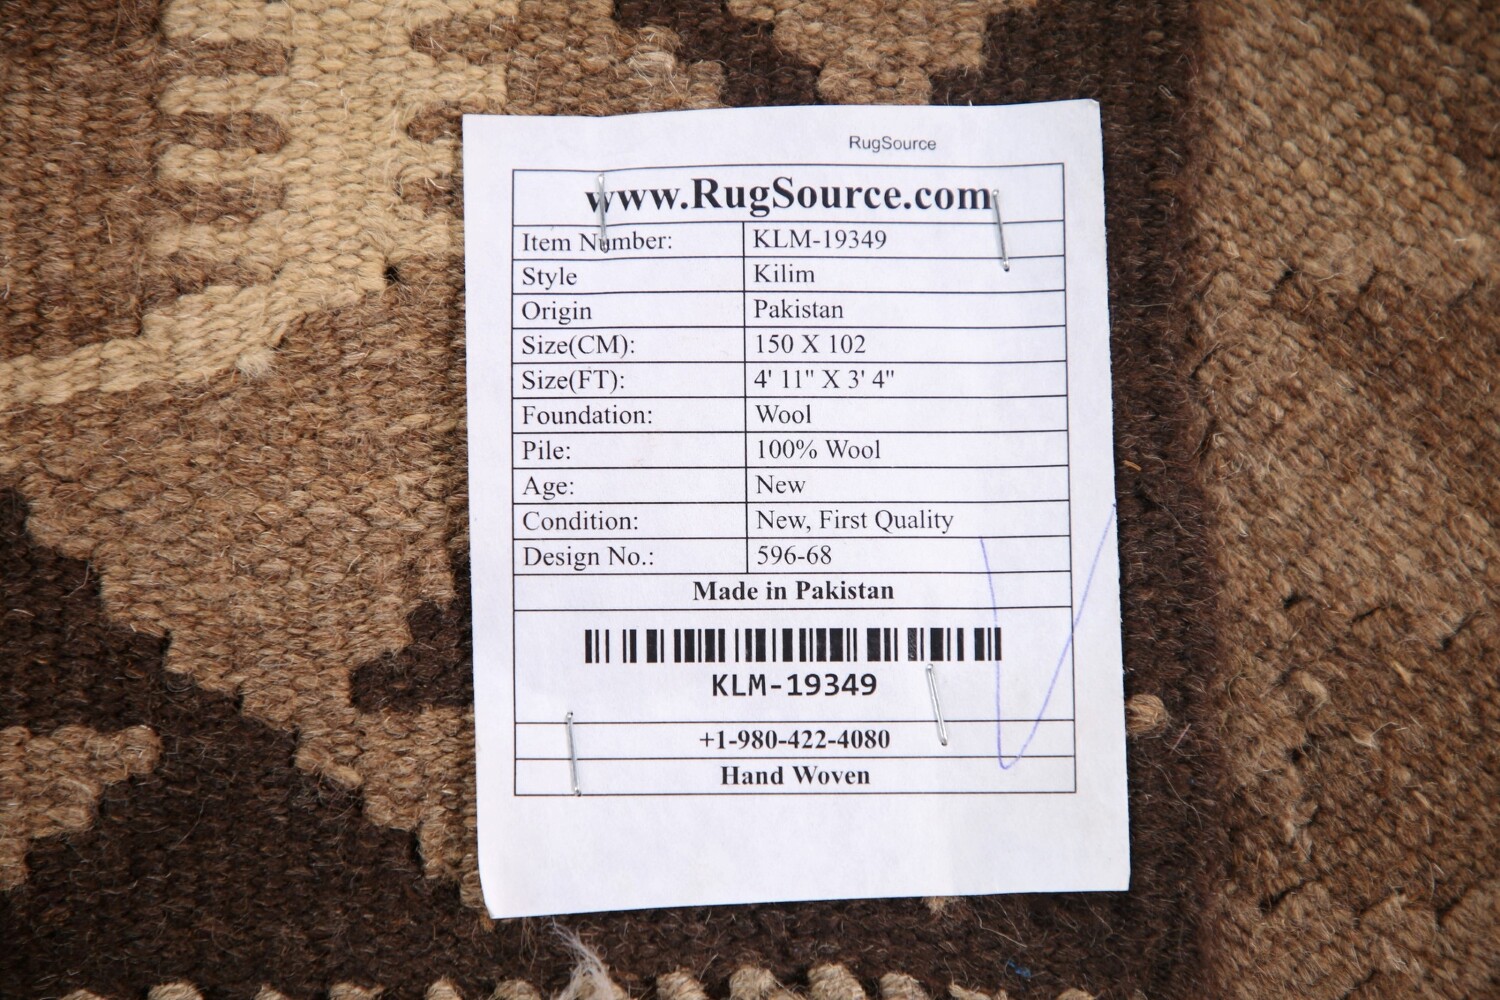 RugSource
www.RugSource.com
Item Number: KLM-19349
Style Kilim
Origin Pakistan
Size(CM): 150 X 102
Size(FT): 4' 11" X 3' 4"
Foundation: Wool
Pile: 100% Wool
Age: New
Condition: New, First Quality
Design No.: 596-68
Made in Pakistan
KLM-19349
+1-980-422-4080
Hand Woven